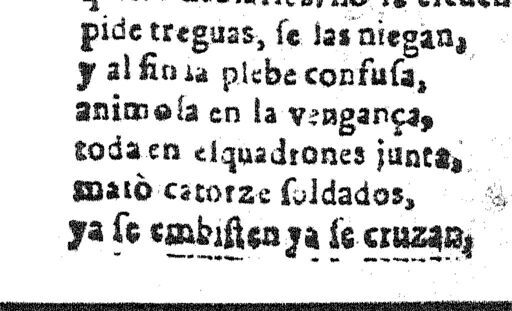 pide treguas, ſe las niegan,
y al fin la plebe confuſa,
animoſa en la vengança,
toda en eſquadrones junta,
matò catorze ſoldados,
ya ſe embiſten ya ſe cruzan,